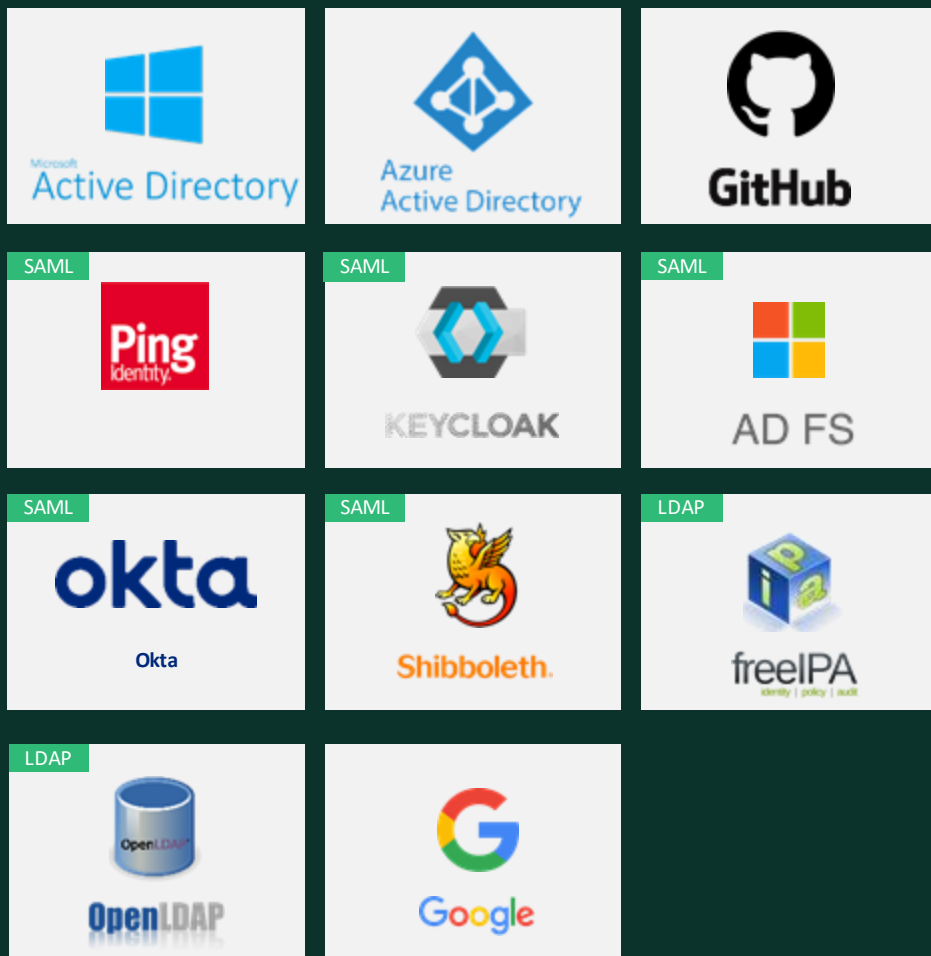 Microsoft
Active Directory
Azure
Active Directory
GitHub
SAML
Ping
Identity.
SAML
KEYCLOAK
SAML
AD FS
SAML
okta
Okta
SAML
Shibboleth.
LDAP
i p a
freeIPA
identity | policy | audit
LDAP
OpenLDAP
OpenLDAP
G
Google